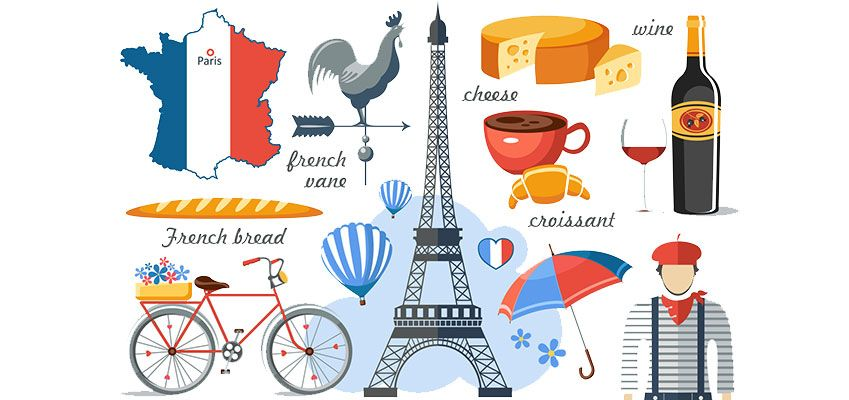 Paris
french
vane
wine
cheese
croissant
French bread